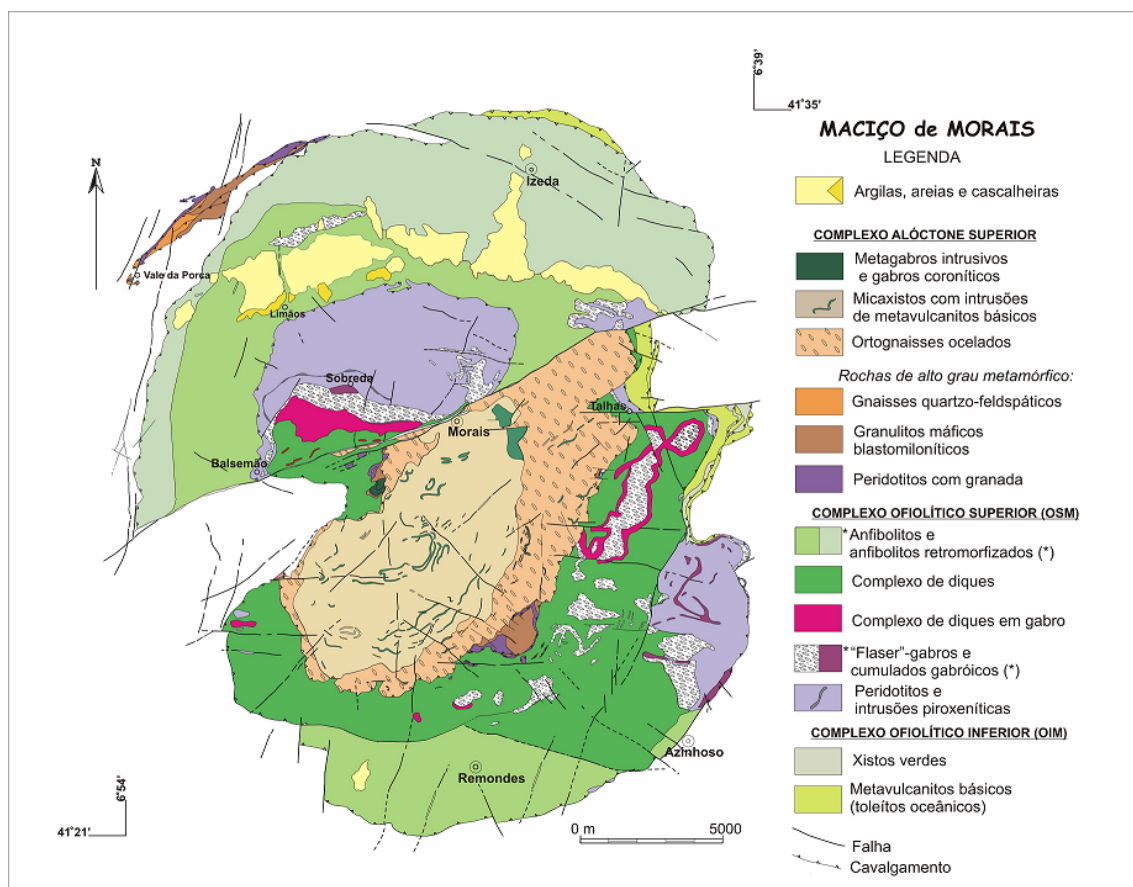 6°39'
41°35'
MACIÇO de MORAIS
LEGENDA
Argilas, areias e cascalheiras
COMPLEXO ALÓCTONE SUPERIOR
Metagabros intrusivos
e gabros coroníticos
Micaxistos com intrusões
de metavulcanitos básicos
Ortognaisses ocelados
Rochas de alto grau metamórfico:
Gnaisses quartzo-feldspáticos
Granulitos máficos
blastomiloníticos
Peridotitos com granada
COMPLEXO OFIOLÍTICO SUPERIOR (OSM)
*Anfibolitos e
anfibolitos retromorfizados (*)
Complexo de diques
Complexo de diques em gabro
*"Flaser"-gabros e
cumulados gabróicos (*)
Peridotitos e
intrusões piroxeníticas
COMPLEXO OFIOLÍTICO INFERIOR (OIM)
Xistos verdes
Metavulcanitos básicos
(toleítos oceânicos)
Falha
Cavalgamento
N
Izeda
Vale da Porca
Limãos
Sobreda
Talhas
Morais
Balsemão
Azinhoso
Remondes
6°54'
41°21'
0 m 5000